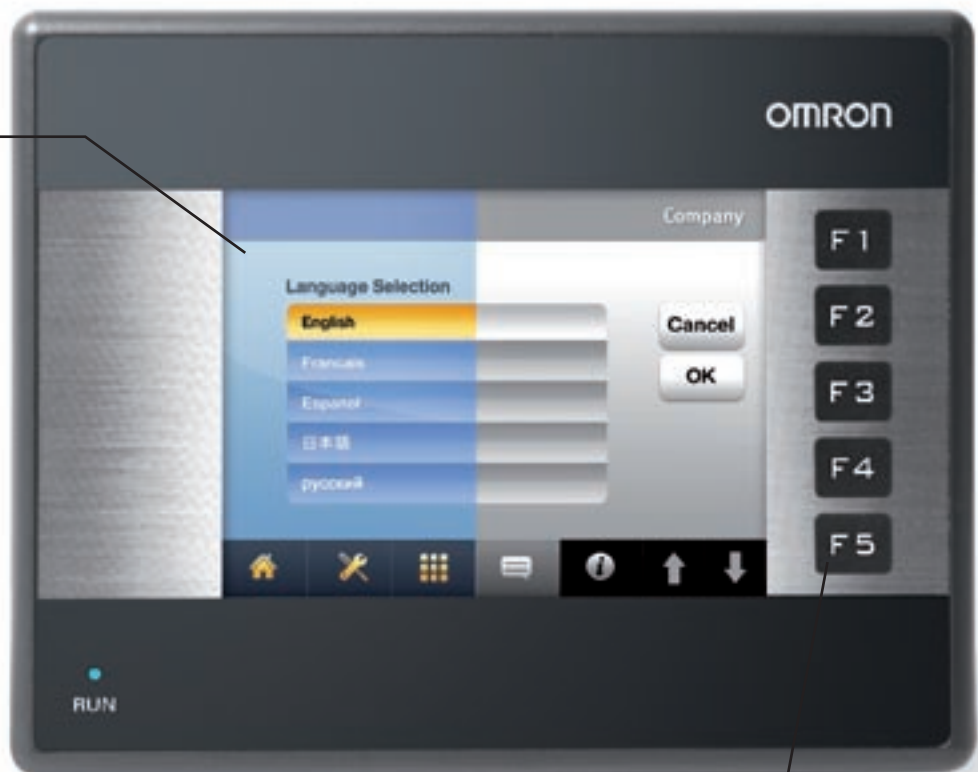 OMRON
Company
F1
Language Selection
English
F2
Cancel
Francais
OK
F3
Espanol
日本語
русский
F4
F5
RUN